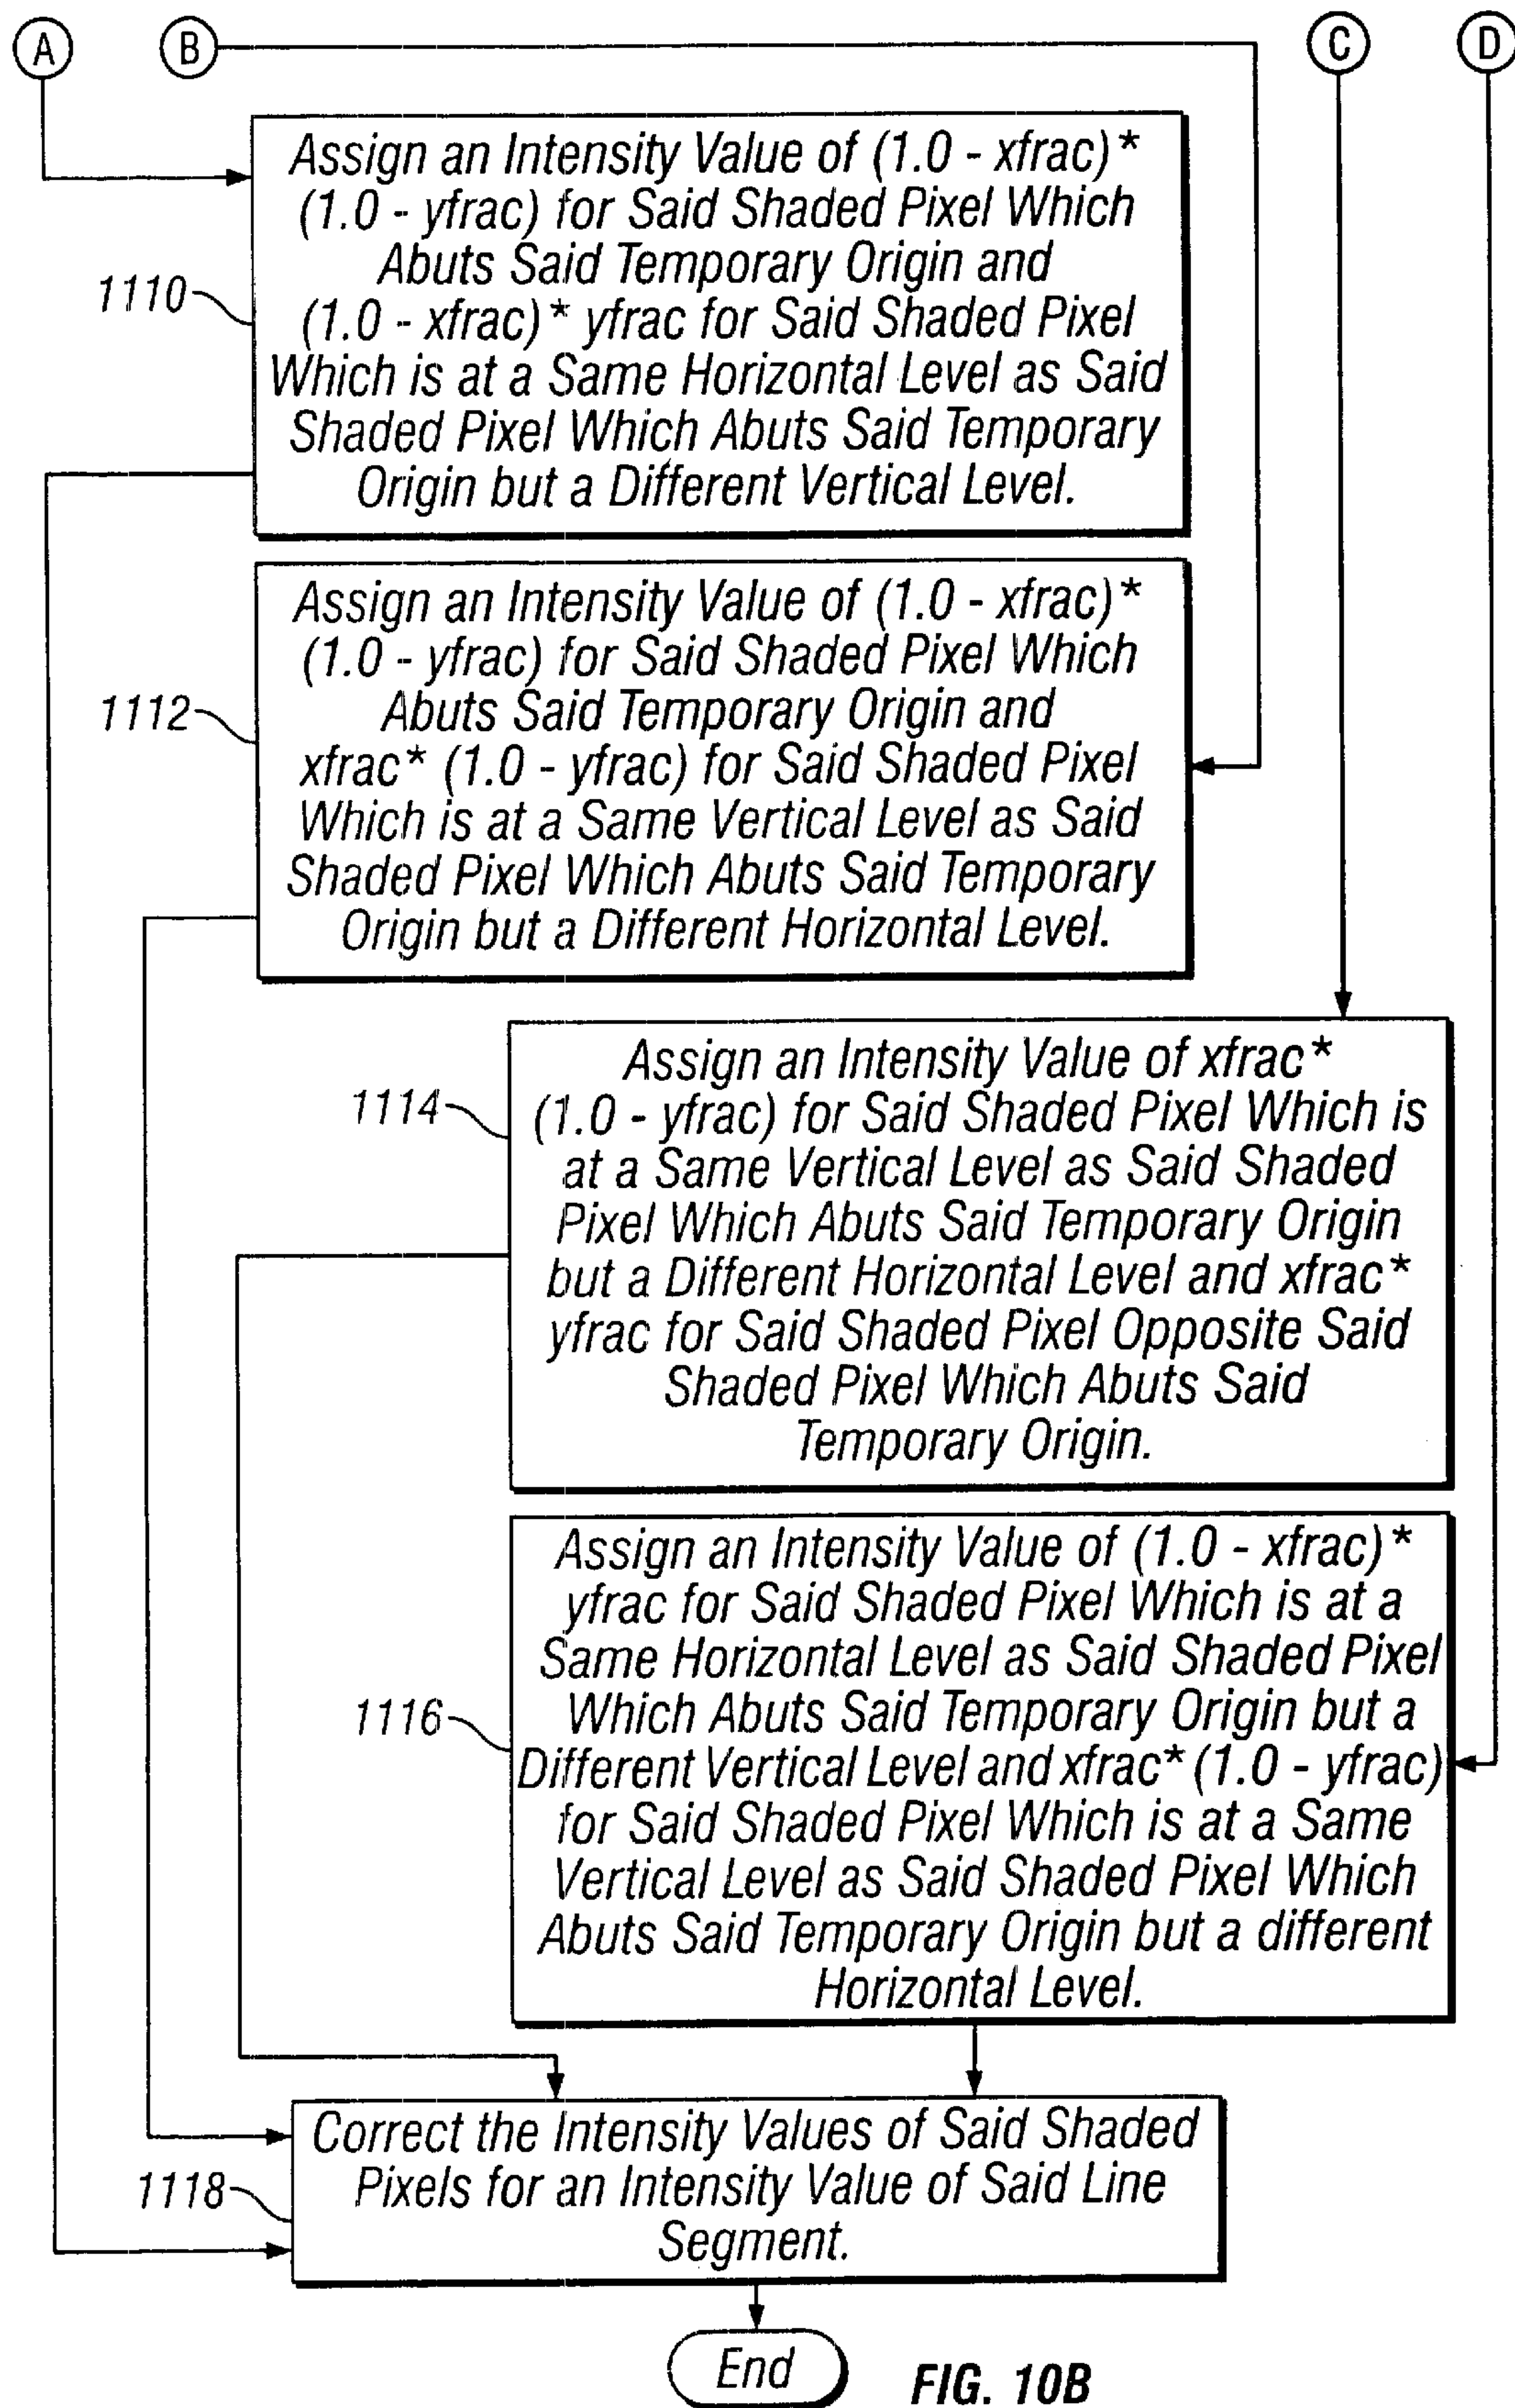 A B C D
Assign an Intensity Value of (1.0 - xfrac)*
(1.0 - yfrac) for Said Shaded Pixel Which
Abuts Said Temporary Origin and
1110
(1.0 - xfrac)* yfrac for Said Shaded Pixel
Which is at a Same Horizontal Level as Said
Shaded Pixel Which Abuts Said Temporary
Origin but a Different Vertical Level.
Assign an Intensity Value of (1.0 - xfrac)*
(1.0 - yfrac) for Said Shaded Pixel Which
1112
Abuts Said Temporary Origin and
xfrac* (1.0 - yfrac) for Said Shaded Pixel
Which is at a Same Vertical Level as Said
Shaded Pixel Which Abuts Said Temporary
Origin but a Different Horizontal Level.
Assign an Intensity Value of xfrac*
1114
(1.0 - yfrac) for Said Shaded Pixel Which is
at a Same Vertical Level as Said Shaded
Pixel Which Abuts Said Temporary Origin
but a Different Horizontal Level and xfrac*
yfrac for Said Shaded Pixel Opposite Said
Shaded Pixel Which Abuts Said
Temporary Origin.
Assign an Intensity Value of (1.0 - xfrac)*
yfrac for Said Shaded Pixel Which is at a
Same Horizontal Level as Said Shaded Pixel
1116
Which Abuts Said Temporary Origin but a
Different Vertical Level and xfrac* (1.0 - yfrac)
for Said Shaded Pixel Which is at a Same
Vertical Level as Said Shaded Pixel Which
Abuts Said Temporary Origin but a different
Horizontal Level.
Correct the Intensity Values of Said Shaded
1118
Pixels for an Intensity Value of Said Line
Segment.
End
FIG. 10B